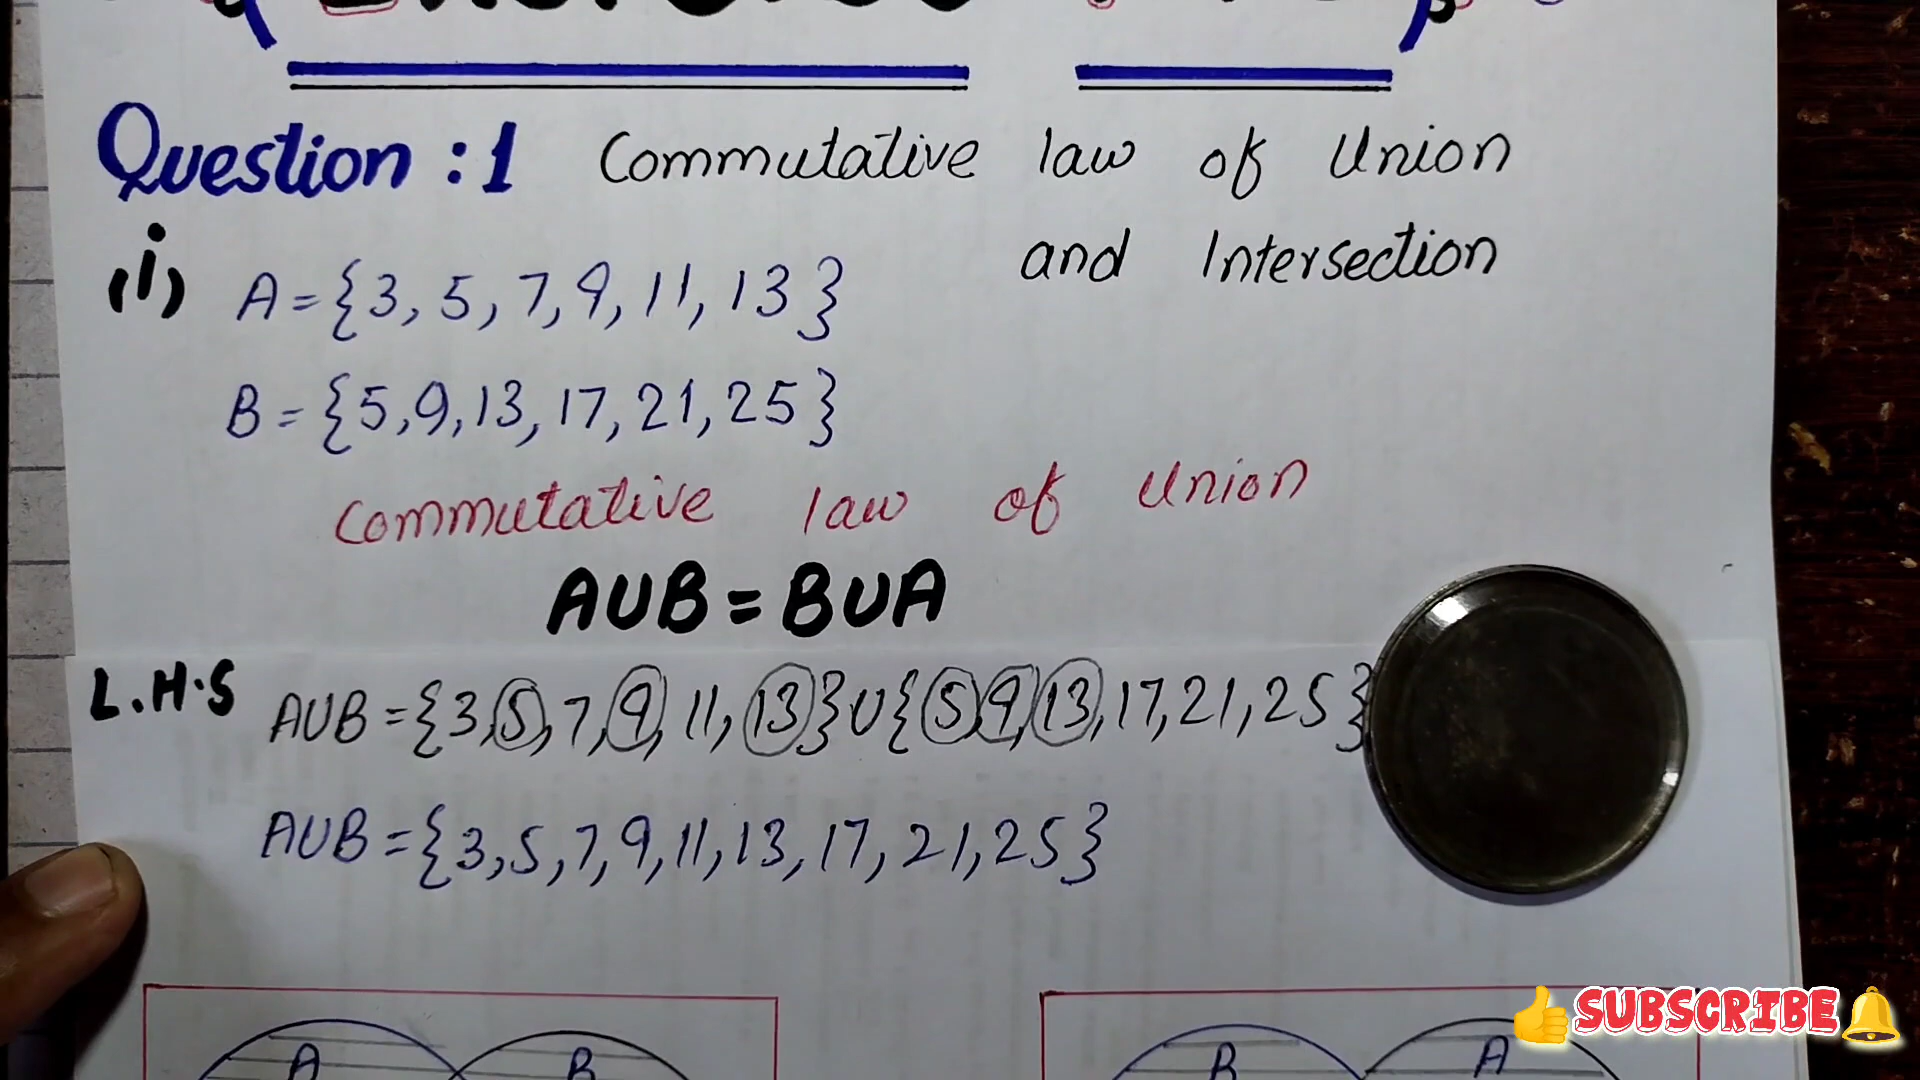 Question : 1 Commutative law of Union
and Intersection
(i) A = {3, 5, 7, 9, 11, 13}
B = {5, 9, 13, 17, 21, 25}
Commutative law of Union
AUB = BUA
L.H.S AUB = {3, 5, 7, 9, 11, 13} U {5, 9, 13, 17, 21, 25}
AUB = {3, 5, 7, 9, 11, 13, 17, 21, 25}
A B B A
SUBSCRIBE